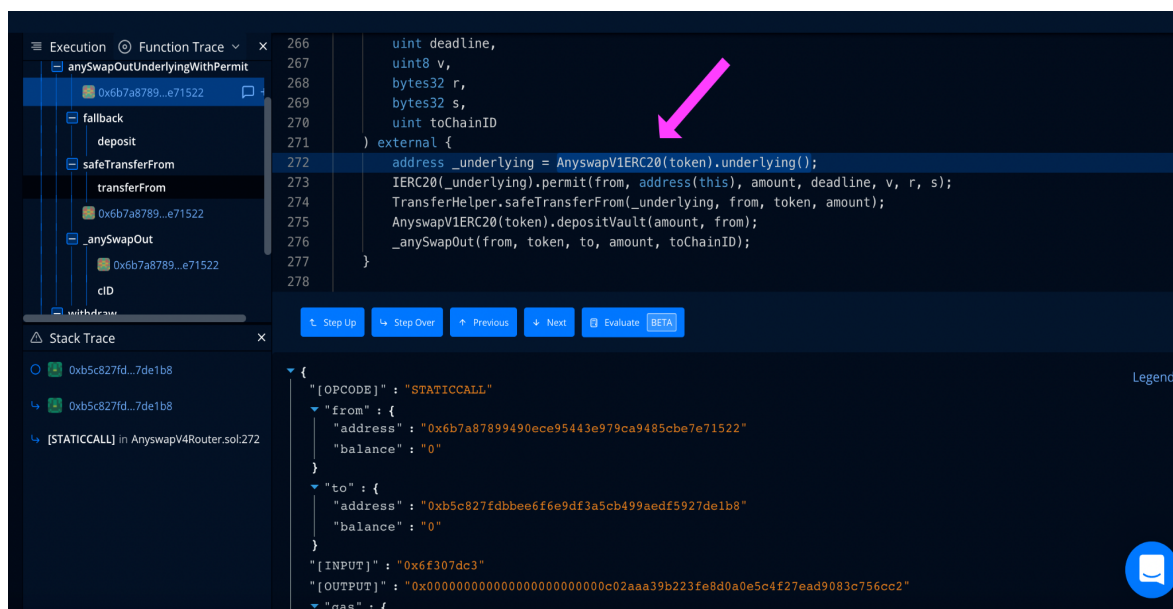 Execution Function Trace
anySwapOutUnderlyingWithPermit
0x6b7a8789...e71522
fallback
deposit
safeTransferFrom
transferFrom
0x6b7a8789...e71522
_anySwapOut
0x6b7a8789...e71522
cID
withdraw
266 uint deadline,
267 uint8 v,
268 bytes32 r,
269 bytes32 s,
270 uint toChainID
271 ) external {
272 address _underlying = AnyswapV1ERC20(token).underlying();
273 IERC20(_underlying).permit(from, address(this), amount, deadline, v, r, s);
274 TransferHelper.safeTransferFrom(_underlying, from, token, amount);
275 AnyswapV1ERC20(token).depositVault(amount, from);
276 _anySwapOut(from, token, to, amount, toChainID);
277 }
278
Step Up Step Over Previous Next Evaluate BETA
Stack Trace
0xb5c827fd...7de1b8
0xb5c827fd...7de1b8
[STATICCALL] in AnyswapV4Router.sol:272
Legend
{
"[OPCODE]" : "STATICCALL"
"from" : {
"address" : "0x6b7a87899490ece95443e979ca9485cbe7e71522"
"balance" : "0"
}
"to" : {
"address" : "0xb5c827fdbbee6f6e9df3a5cb499aedf5927de1b8"
"balance" : "0"
}
"[INPUT]" : "0x6f307dc3"
"[OUTPUT]" : "0x000000000000000000000000c02aaa39b223fe8d0a0e5c4f27ead9083c756cc2"
"gas" : {